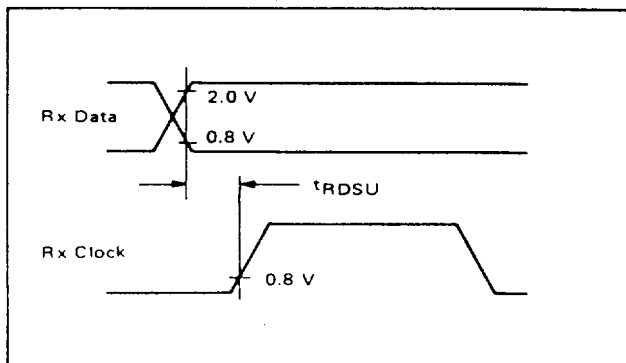 2.0 V
Rx Data
0.8 V
tRDSU
Rx Clock
0.8 V